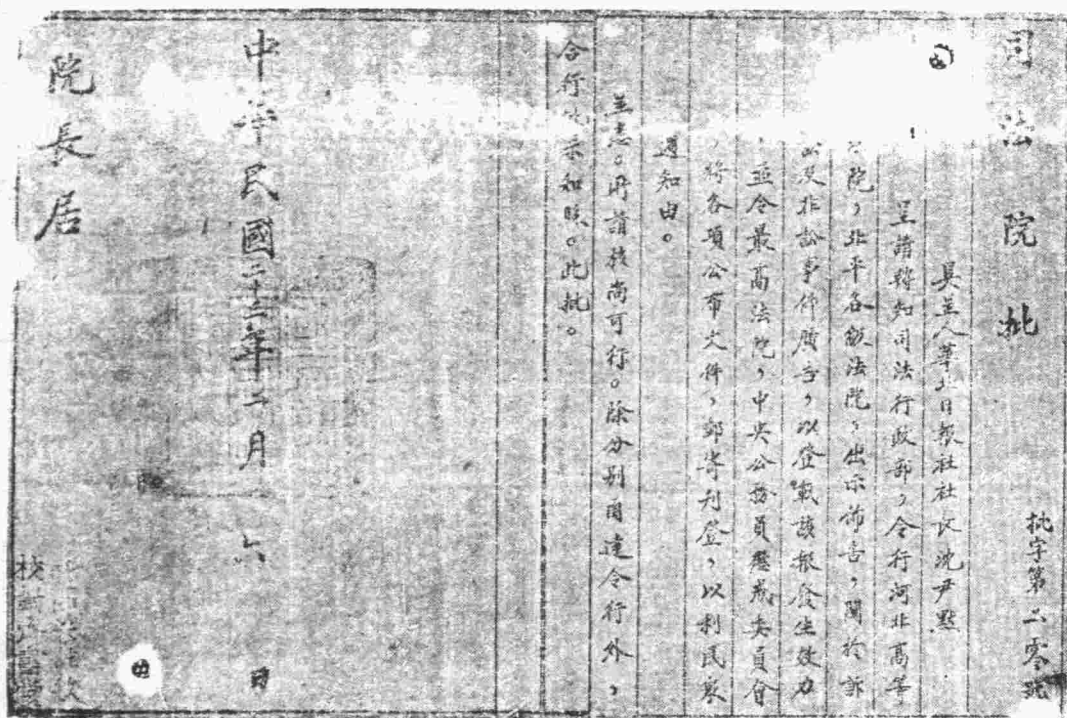 司法院批
批字第二零號
具呈人華北日報社社長沈尹默
呈請轉知司法行政部，令行河北高等
院，北平各級法院，出示佈告，關於訴
及非訟事件廣告，以登載該報發生效力
，並令最高法院，中央公務員懲戒委員會
，將各項公布文件，郵寄刊登，以利民衆
週知由。
呈悉。所請核尚可行。除分別函達令行外，
合行批示知照。此批。
中華民國二十二年十二月六日
院長居
校對